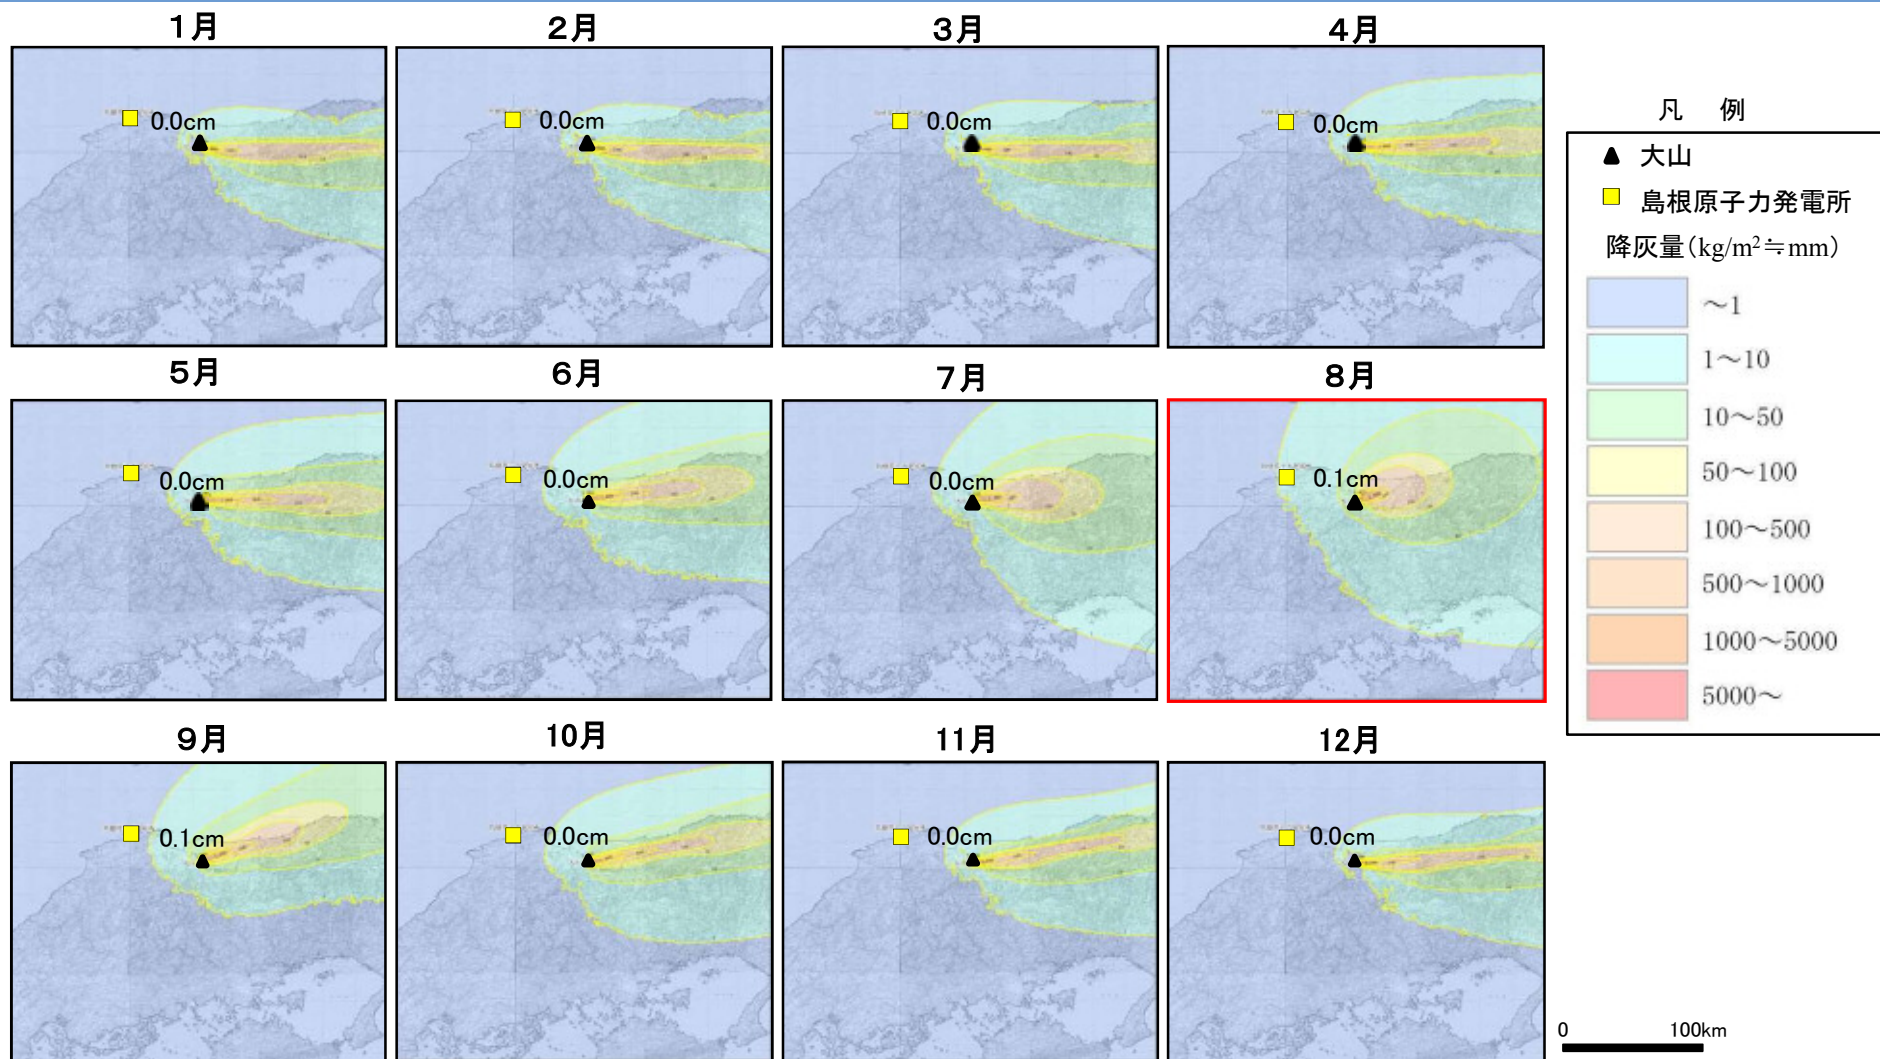 1月
2月
3月
4月
0.0cm
0.0cm
0.0cm
0.0cm
5月
6月
7月
8月
0.0cm
0.0cm
0.0cm
0.1cm
9月
10月
11月
12月
0.1cm
0.0cm
0.0cm
0.0cm
凡 例
▲ 大山
島根原子力発電所
降灰量(kg/m²≒mm)
～1
1～10
10～50
50～100
100～500
500～1000
1000～5000
5000～
0 100km